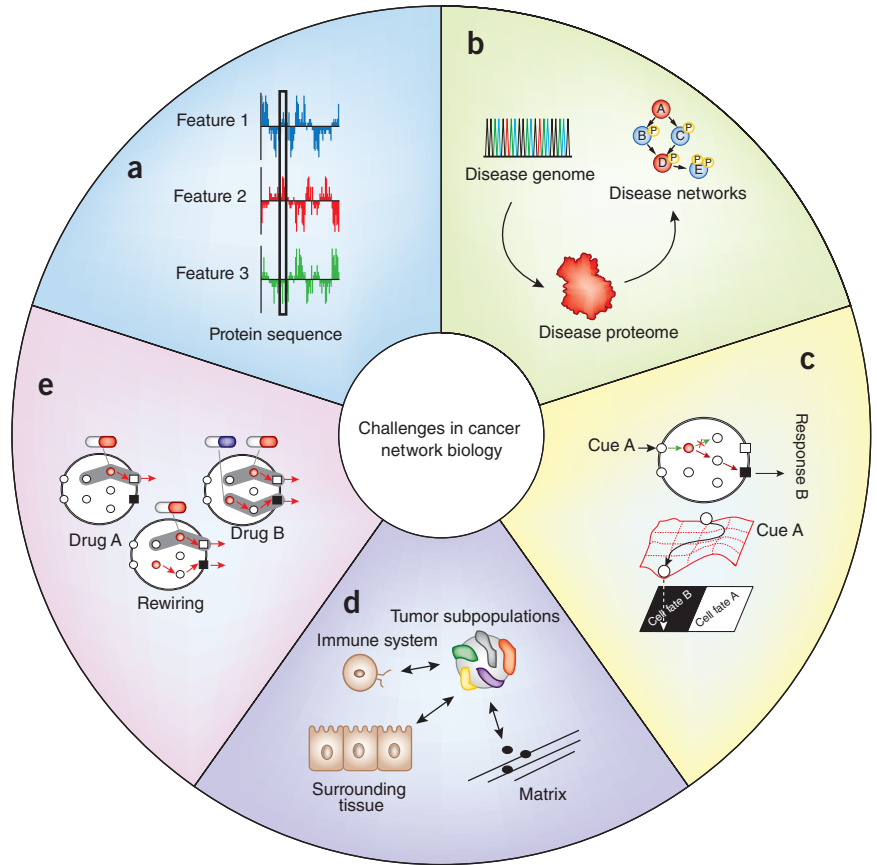 a
Feature 1
Feature 2
Feature 3
Protein sequence
b
Disease genome
A
B
P
C
P
D
P
E
P
P
Disease networks
Disease proteome
c
Cue A
Response B
Cue A
Cell fate B
Cell fate A
d
Tumor subpopulations
Immune system
Surrounding
tissue
Matrix
e
Drug A
Drug B
Rewiring
Challenges in cancer
network biology